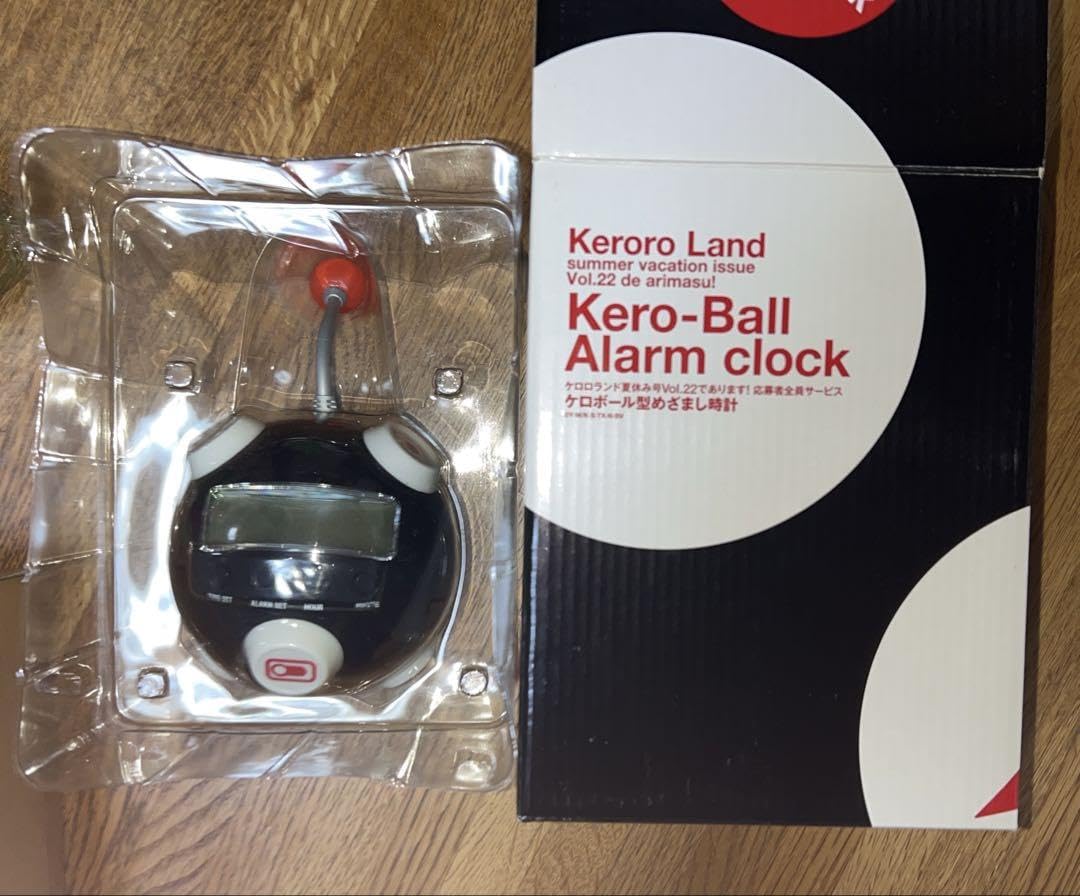 Keroro Land
summer vacation issue
Vol.22 de arimasu!
Kero-Ball
Alarm clock
ケロロランド夏休み号Vol.22であります! 応募者全員サービス
ケロボール型めざまし時計
TIME SET
ALARM SET
HOUR